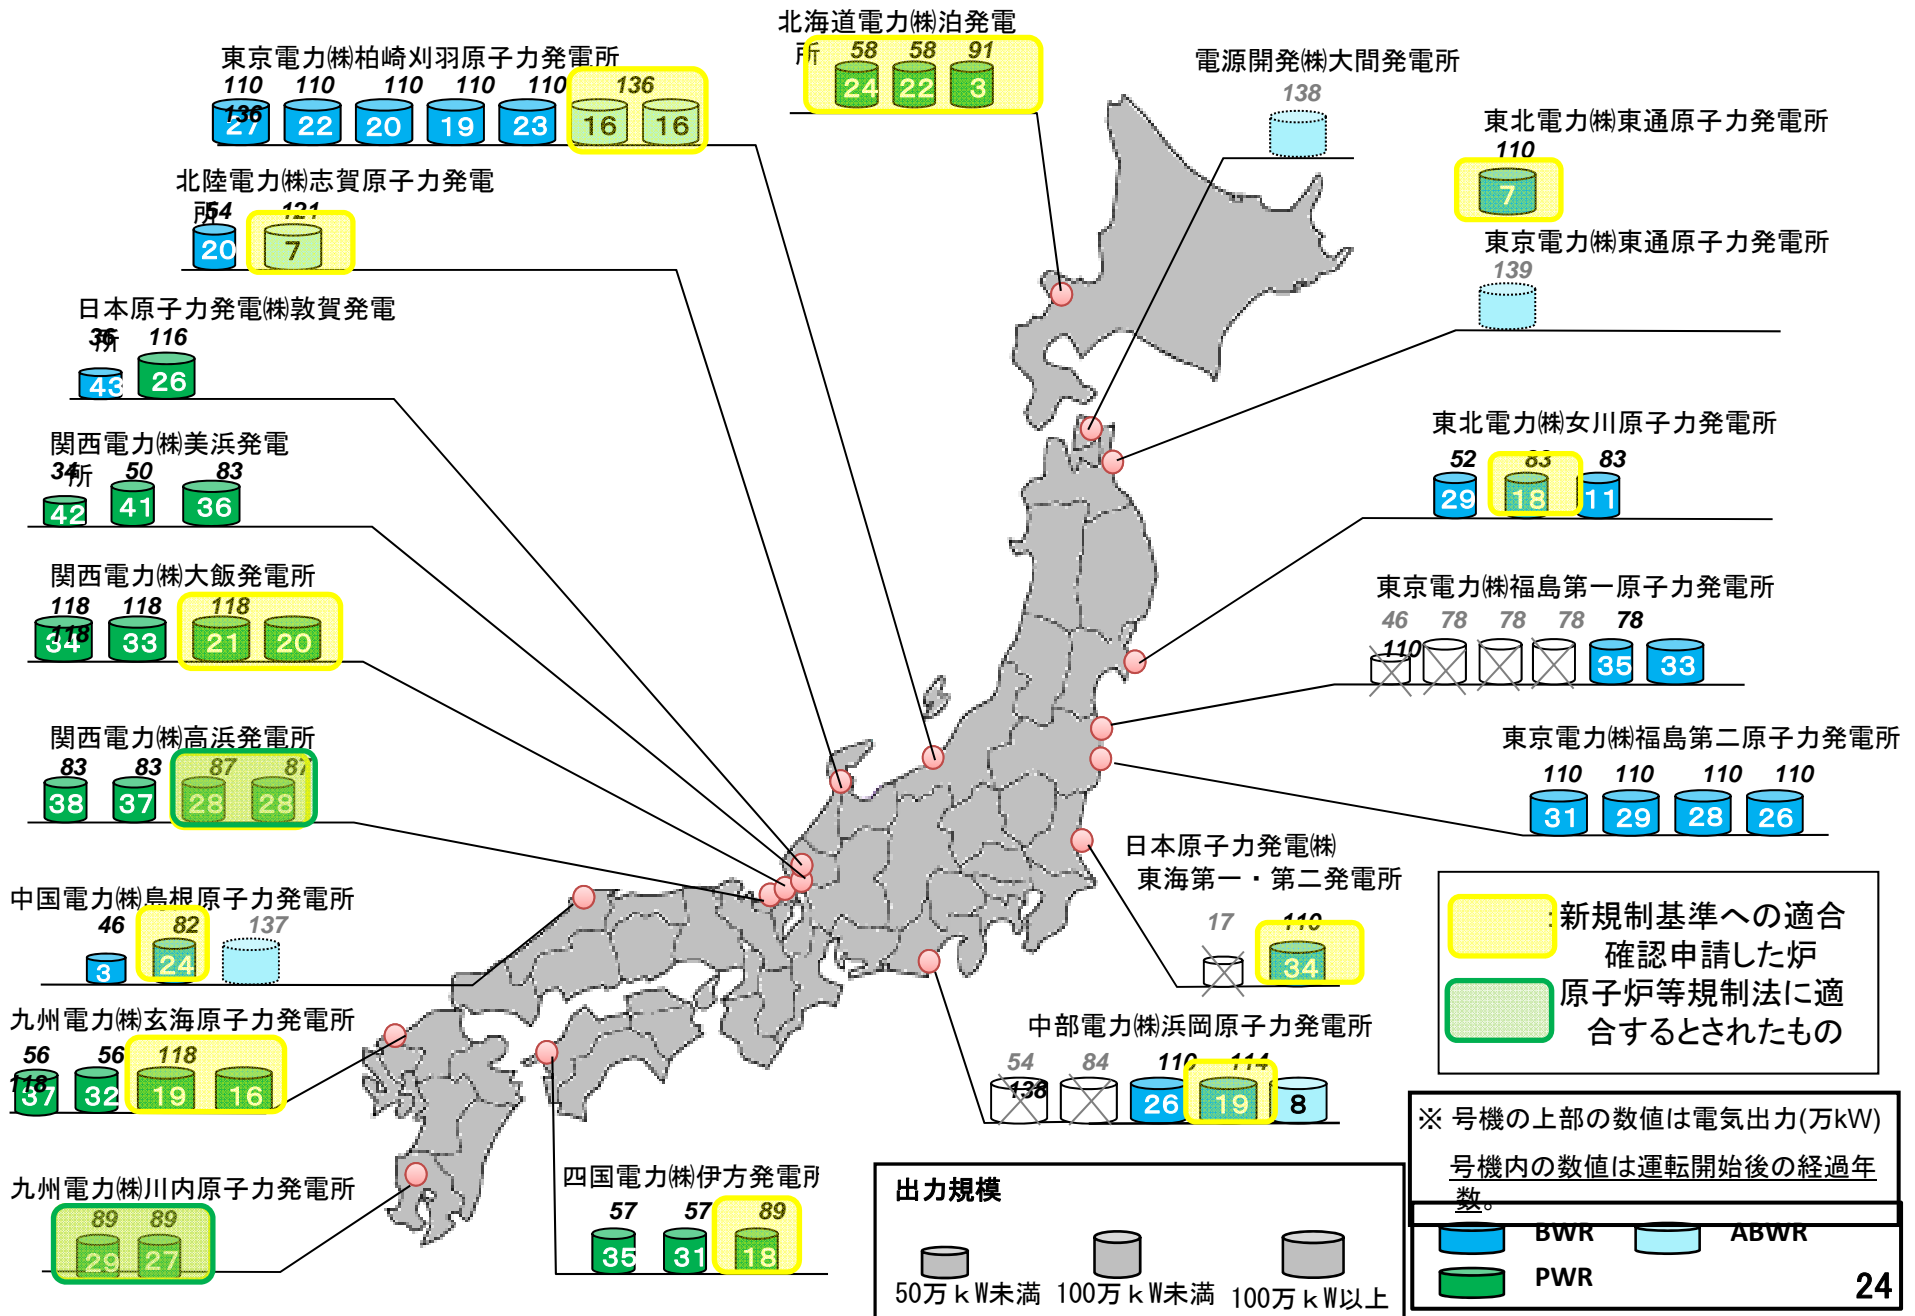 北海道電力㈱泊発電
所
58 58 91
24 22 3
東京電力㈱柏崎刈羽原子力発電所
110 110 110 110 110 136
136
27 22 20 19 23 16 16
電源開発㈱大間発電所
138
東北電力㈱東通原子力発電所
110
7
北陸電力㈱志賀原子力発電
所
54 121
20 7
東京電力㈱東通原子力発電所
139
日本原子力発電㈱敦賀発電
所
36 116
43 26
関西電力㈱美浜発電
所
34 50 83
42 41 36
東北電力㈱女川原子力発電所
52 83 83
29 18 11
関西電力㈱大飯発電所
118 118 118
118
34 33 21 20
東京電力㈱福島第一原子力発電所
46 78 78 78 78
110
35 33
関西電力㈱高浜発電所
83 83 87 87
38 37 28 28
東京電力㈱福島第二原子力発電所
110 110 110 110
31 29 28 26
日本原子力発電㈱
東海第一・第二発電所
17 110
34
中国電力㈱島根原子力発電所
46 82 137
3 24
:新規制基準への適合
確認申請した炉
原子炉等規制法に適
合するとされたもの
九州電力㈱玄海原子力発電所
56 56 118
118
37 32 19 16
中部電力㈱浜岡原子力発電所
54 84 110 114
138
26 19 8
※ 号機の上部の数値は電気出力(万kW)
号機内の数値は運転開始後の経過年
数。
九州電力㈱川内原子力発電所
89 89
29 27
四国電力㈱伊方発電所
57 57 89
35 31 18
出力規模
50万ｋW未満 100万ｋW未満 100万ｋW以上
BWR ABWR
PWR
24